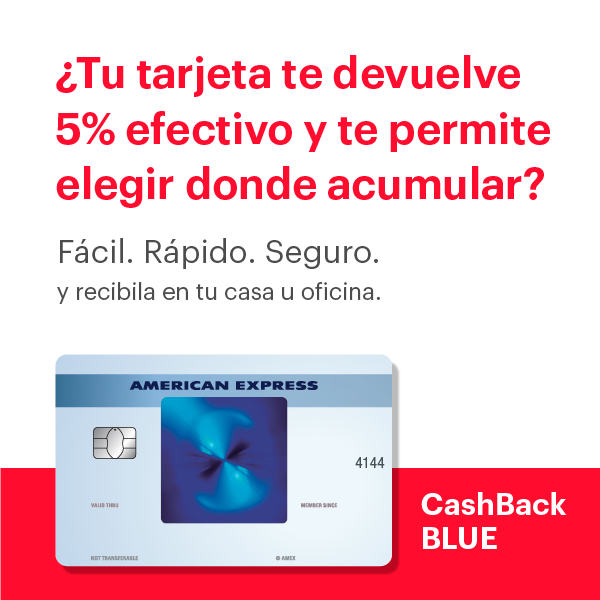 ¿Tu tarjeta te devuelve
5% efectivo y te permite
elegir donde acumular?
Fácil. Rápido. Seguro.
y recibila en tu casa u oficina.
AMERICAN EXPRESS
4144
VALID THRU
MEMBER SINCE
NOT TRANSFERABLE
© AMEX
CashBack
BLUE